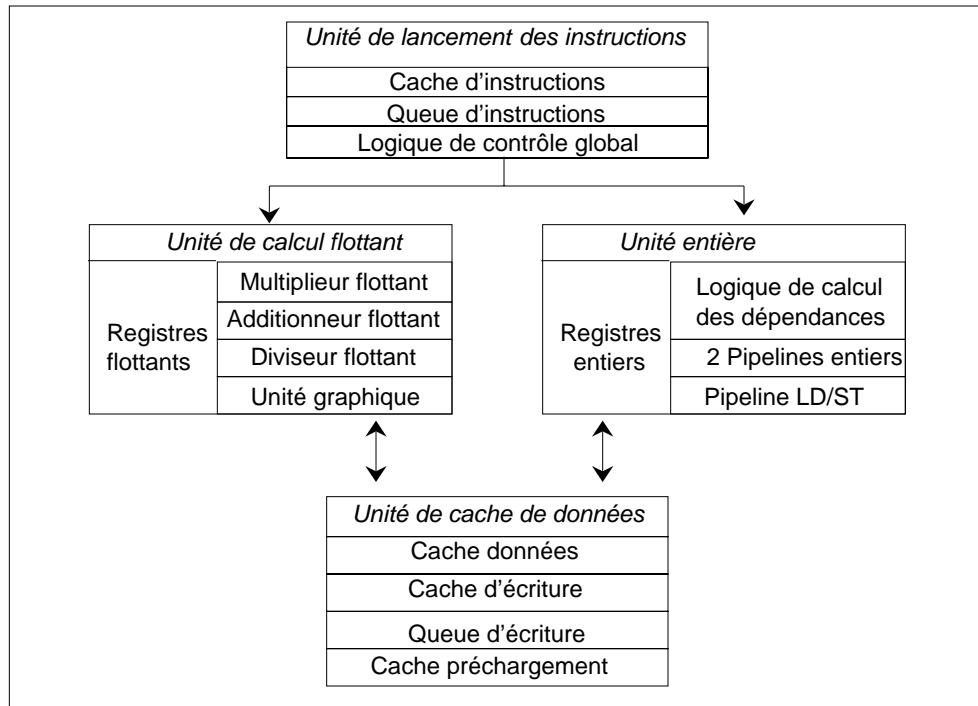 Unité de lancement des instructions
Cache d'instructions
Queue d'instructions
Logique de contrôle global
Unité de calcul flottant
Registres
flottants
Multiplieur flottant
Additionneur flottant
Diviseur flottant
Unité graphique
Unité entière
Registres
entiers
Logique de calcul
des dépendances
2 Pipelines entiers
Pipeline LD/ST
Unité de cache de données
Cache données
Cache d'écriture
Queue d'écriture
Cache préchargement